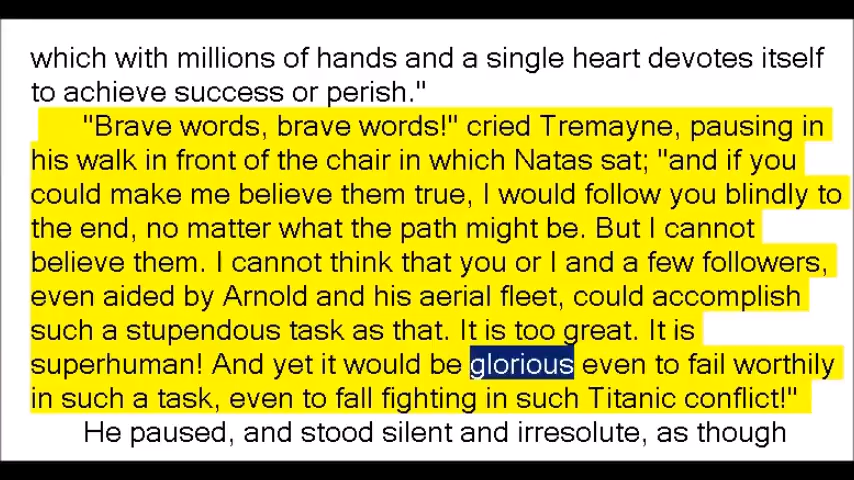 which with millions of hands and a single heart devotes itself
to achieve success or perish."
"Brave words, brave words!" cried Tremayne, pausing in
his walk in front of the chair in which Natas sat; "and if you
could make me believe them true, I would follow you blindly to
the end, no matter what the path might be. But I cannot
believe them. I cannot think that you or I and a few followers,
even aided by Arnold and his aerial fleet, could accomplish
such a stupendous task as that. It is too great. It is
superhuman! And yet it would be glorious even to fail worthily
in such a task, even to fall fighting in such Titanic conflict!"
He paused, and stood silent and irresolute, as though